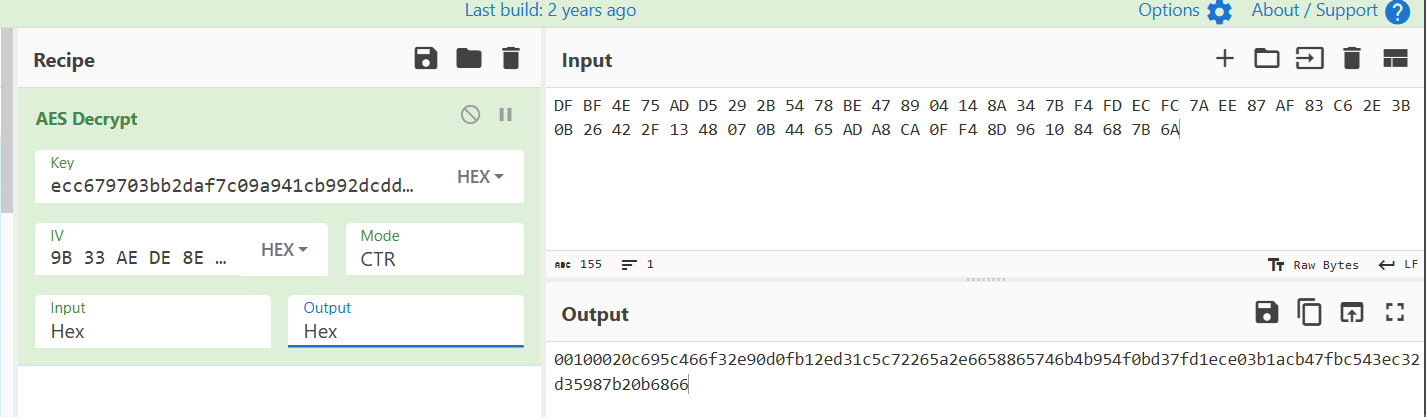 Last build: 2 years ago
Options
About / Support
Recipe
AES Decrypt
Key
ecc679703bb2daf7c09a941cb992dcdd…
HEX
IV
9B 33 AE DE 8E …
HEX
Mode
CTR
Input
Hex
Output
Hex
Input
DF BF 4E 75 AD D5 29 2B 54 78 BE 47 89 04 14 8A 34 7B F4 FD EC FC 7A EE 87 AF 83 C6 2E 3B
0B 26 42 2F 13 48 07 0B 44 65 AD A8 CA 0F F4 8D 96 10 84 68 7B 6A
ABC 155
1
Raw Bytes
LF
Output
00100020c695c466f32e90d0fb12ed31c5c72265a2e6658865746b4b954f0bd37fd1ece03b1acb47fbc543ec32
d35987b20b6866